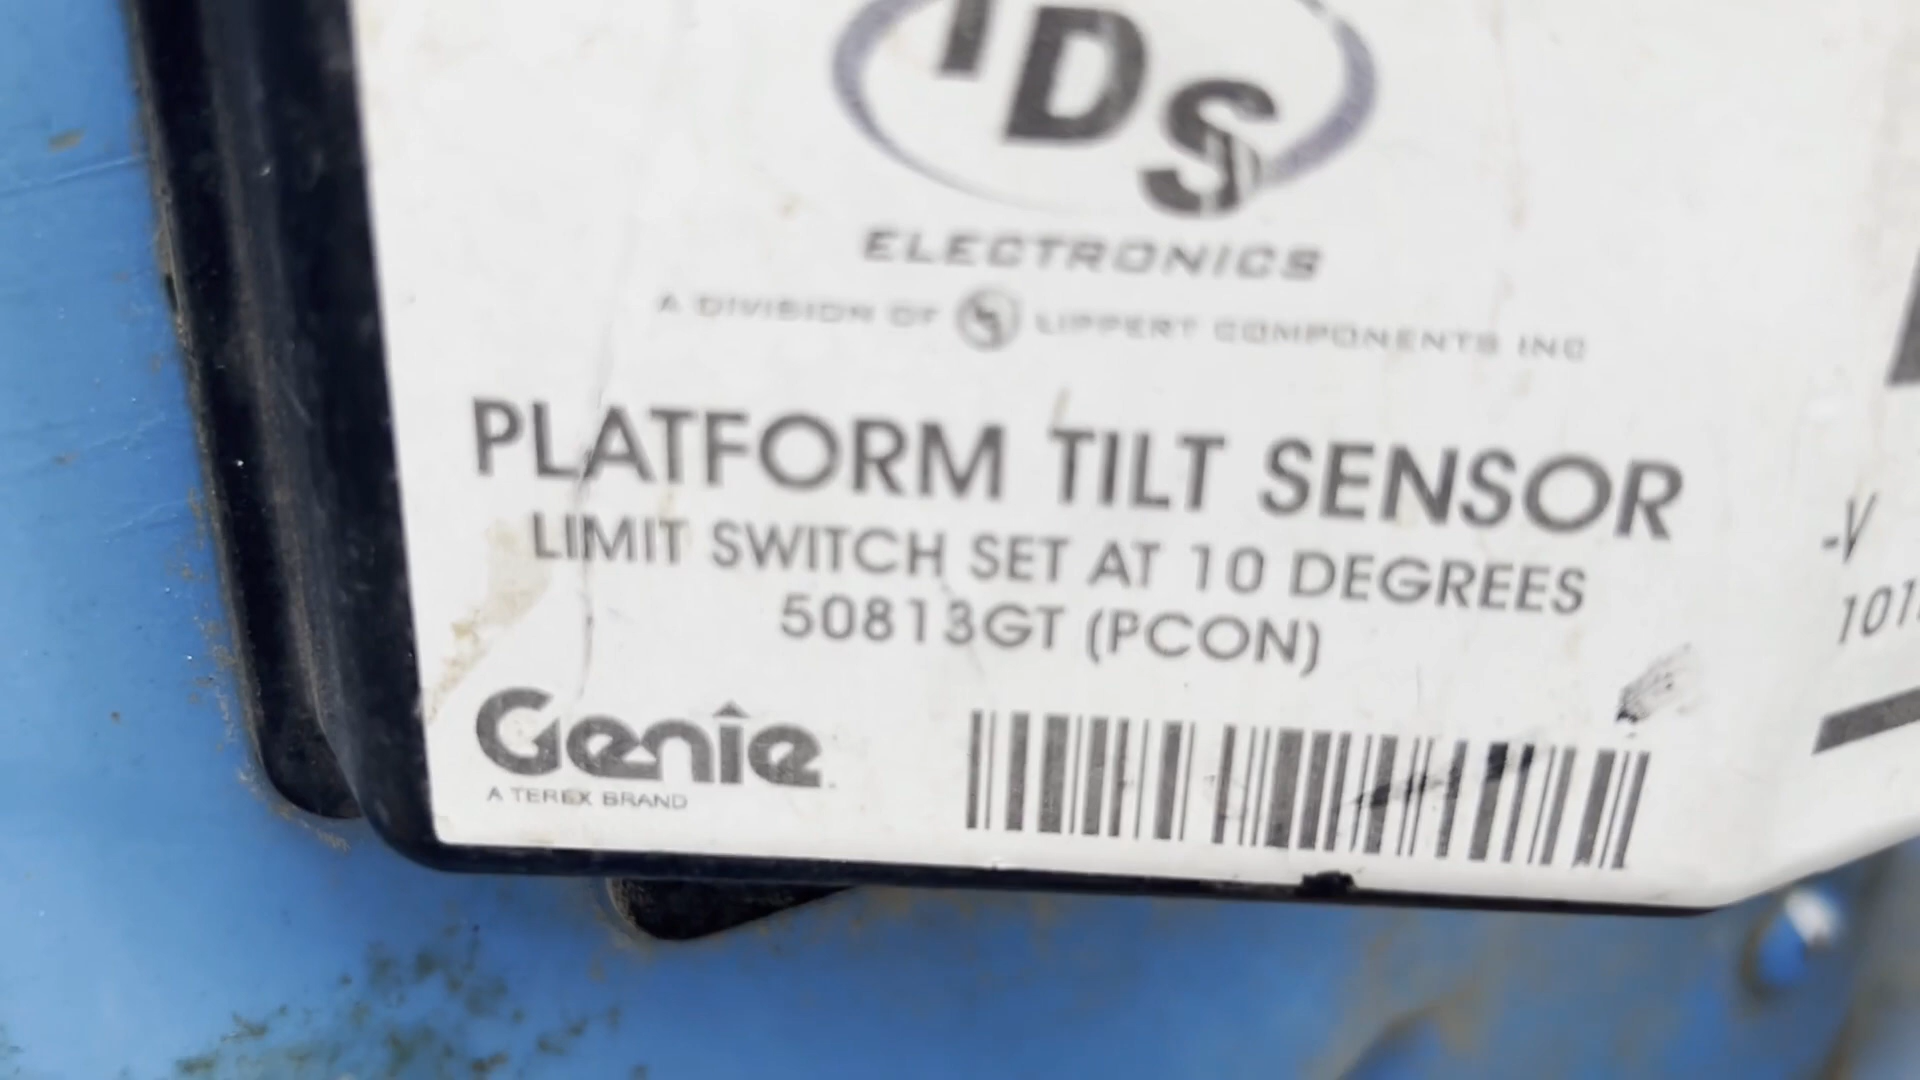 IDS
ELECTRONICS
A DIVISION OF LIPPERT COMPONENTS INC
PLATFORM TILT SENSOR
LIMIT SWITCH SET AT 10 DEGREES
50813GT (PCON)
Genie
A TEREX BRAND
-V